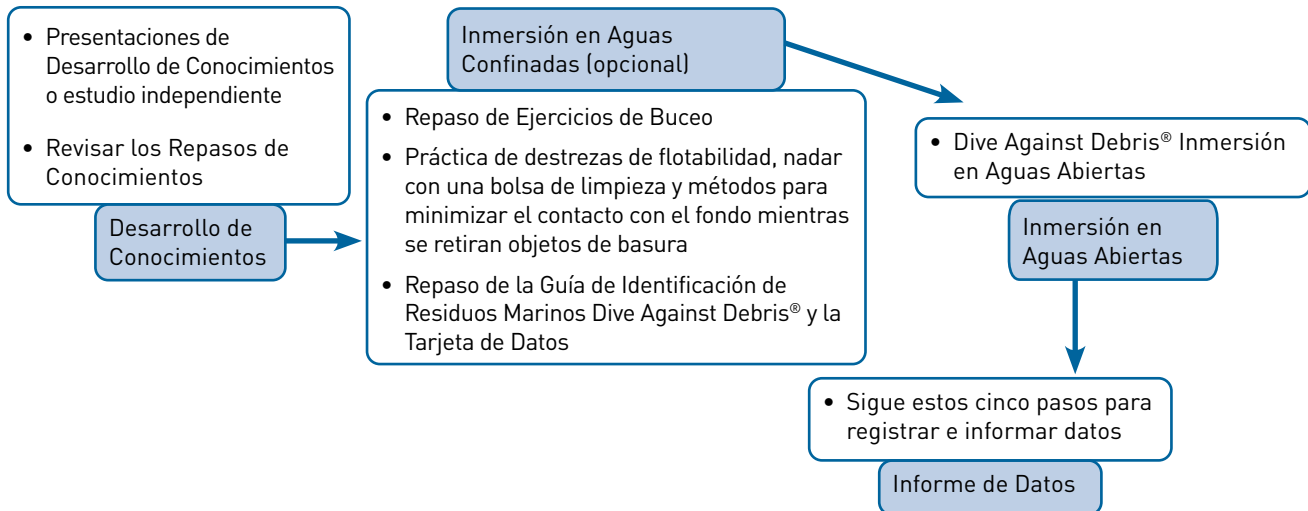 • Presentaciones de
Desarrollo de Conocimientos
o estudio independiente
• Revisar los Repasos de
Conocimientos
Desarrollo de
Conocimientos
Inmersión en Aguas
Confinadas (opcional)
• Repaso de Ejercicios de Buceo
• Práctica de destrezas de flotabilidad, nadar
con una bolsa de limpieza y métodos para
minimizar el contacto con el fondo mientras
se retiran objetos de basura
• Repaso de la Guía de Identificación de
Residuos Marinos Dive Against Debris® y la
Tarjeta de Datos
• Dive Against Debris® Inmersión
en Aguas Abiertas
Inmersión en
Aguas Abiertas
• Sigue estos cinco pasos para
registrar e informar datos
Informe de Datos